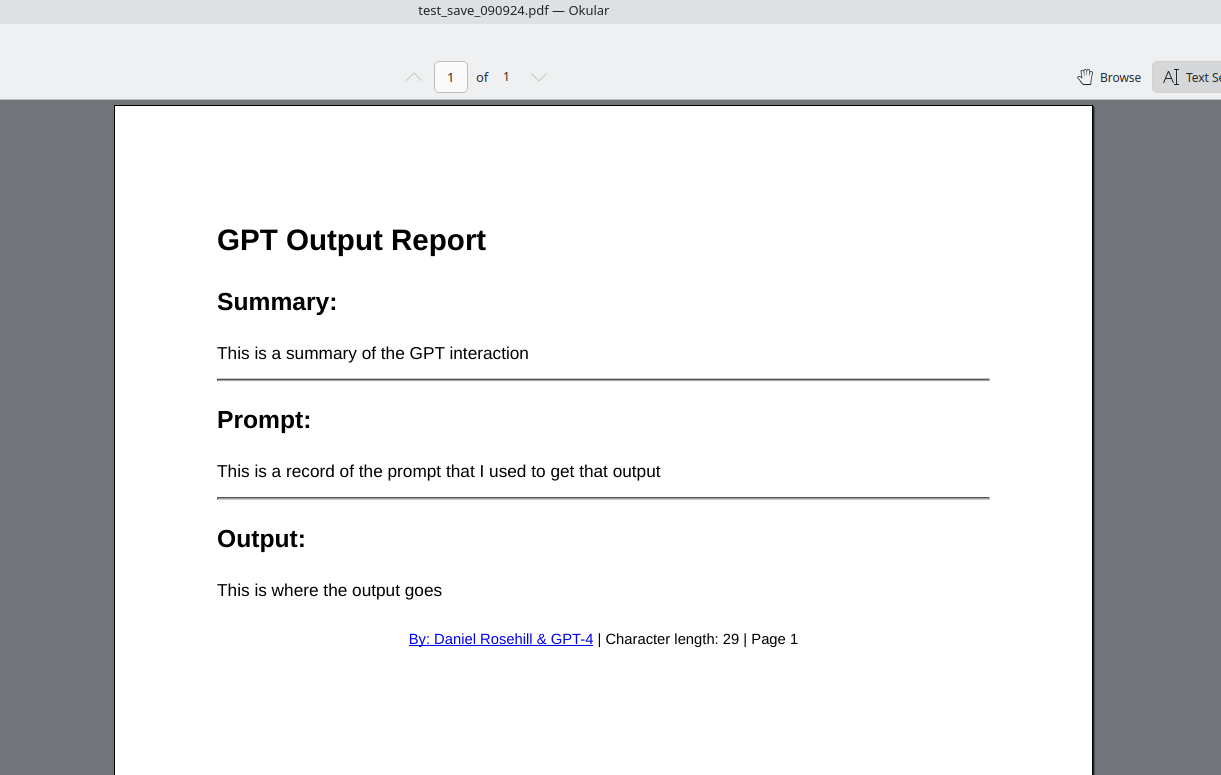 test_save_090924.pdf — Okular
1 of 1
Browse
Text
GPT Output Report
Summary:
This is a summary of the GPT interaction
Prompt:
This is a record of the prompt that I used to get that output
Output:
This is where the output goes
By: Daniel Rosehill & GPT-4 | Character length: 29 | Page 1